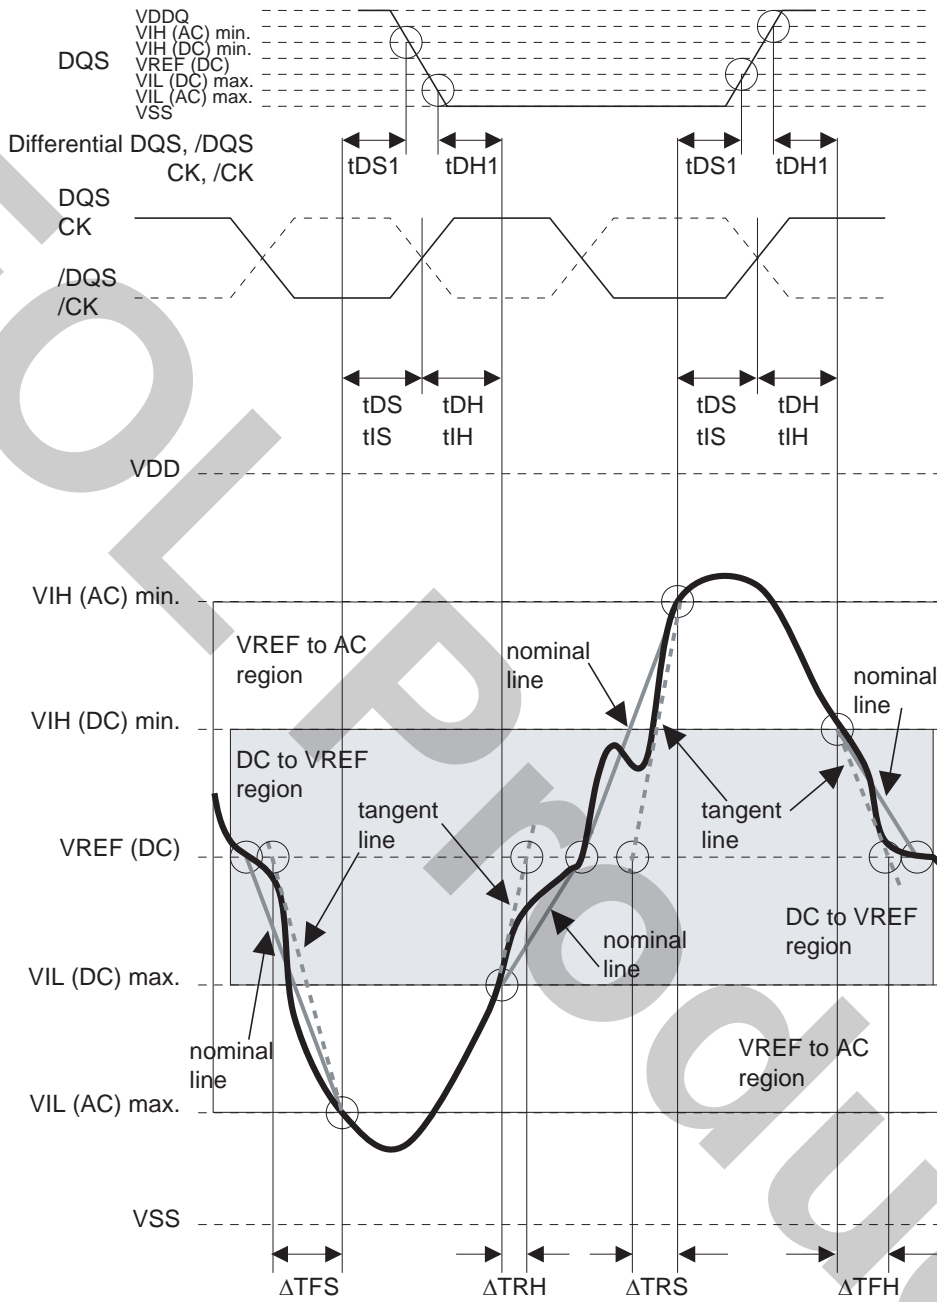 VDDQ
VIH (AC) min.
VIH (DC) min.
DQS
VREF (DC)
VIL (DC) max.
VIL (AC) max.
VSS
Differential DQS, /DQS
CK, /CK
tDS1 tDH1 tDS1 tDH1
DQS
CK
/DQS
/CK
tDS tDH tDS tDH
tIS tIH tIS tIH
VDD
VIH (AC) min.
VREF to AC
region
nominal
line
nominal
line
VIH (DC) min.
DC to VREF
region
tangent
line
tangent
line
VREF (DC)
DC to VREF
region
nominal
line
VIL (DC) max.
nominal
line
VREF to AC
region
VIL (AC) max.
VSS
ΔTFS ΔTRH ΔTRS ΔTFH
EOL Produc